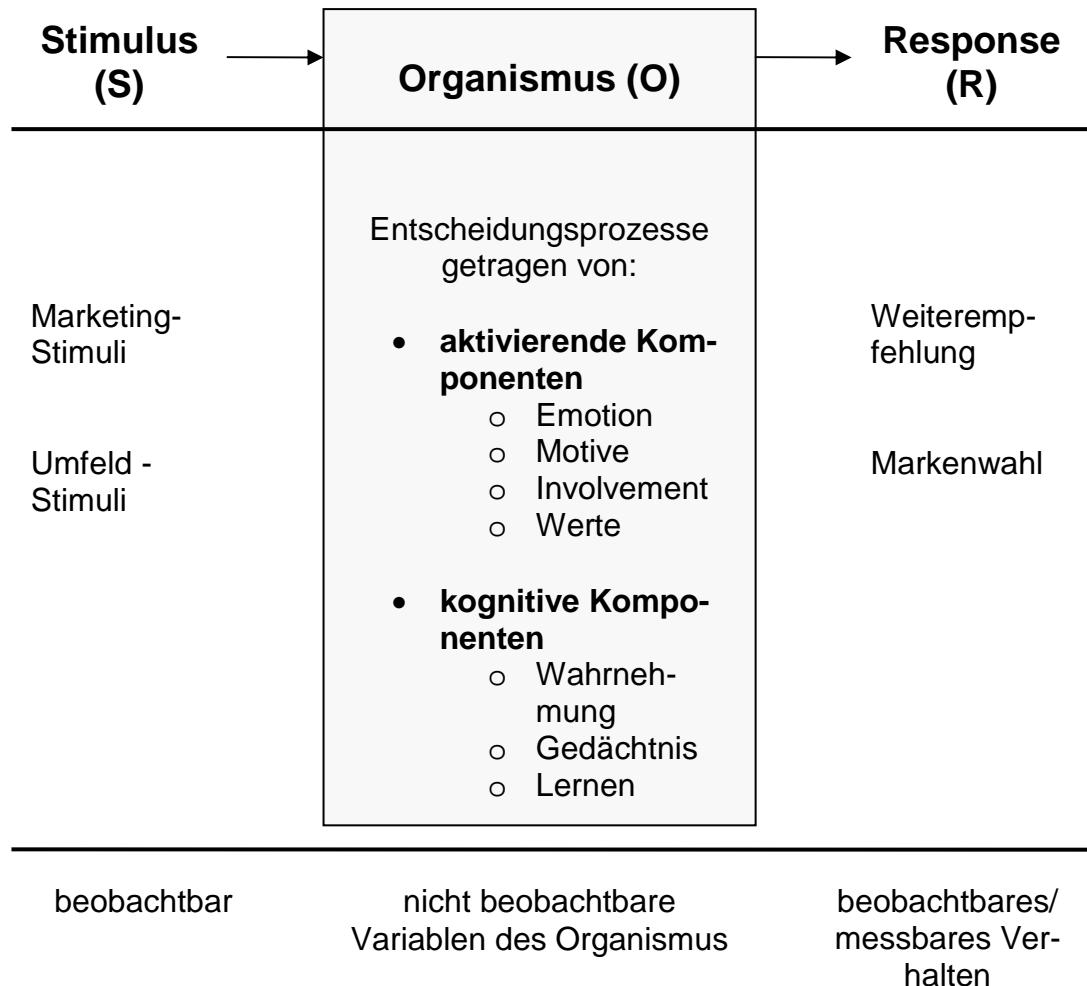 Stimulus
(S)
Organismus (O)
Response
(R)
Marketing-
Stimuli
Umfeld -
Stimuli
Entscheidungsprozesse
getragen von:
• aktivierende Kom-
ponenten
o Emotion
o Motive
o Involvement
o Werte
• kognitive Kompo-
nenten
o Wahrneh-
mung
o Gedächtnis
o Lernen
Weiteremp-
fehlung
Markenwahl
beobachtbar
nicht beobachtbare
Variablen des Organismus
beobachtbares/
messbares Ver-
halten